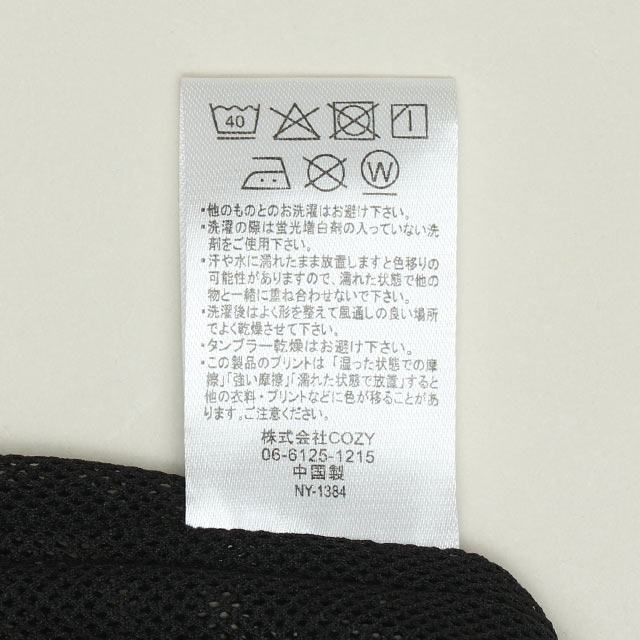 40
W
・他のものとのお洗濯はお避け下さい。
・洗濯の際は蛍光増白剤の入っていない洗
剤をご使用下さい。
・汗や水に濡れたまま放置しますと色移りの
可能性がありますので、濡れた状態で他の
物と一緒に重ね合わせないで下さい。
・洗濯後はよく形を整えて風通しの良い場所
でよく乾燥させて下さい。
・タンブラー乾燥はお避け下さい。
・この製品のプリントは「湿った状態での摩
擦」「強い摩擦」「濡れた状態で放置」すると
他の衣料・プリントなどに色が移ることがあ
ります。ご注意ください。
株式会社COZY
06-6125-1215
中国製
NY-1384